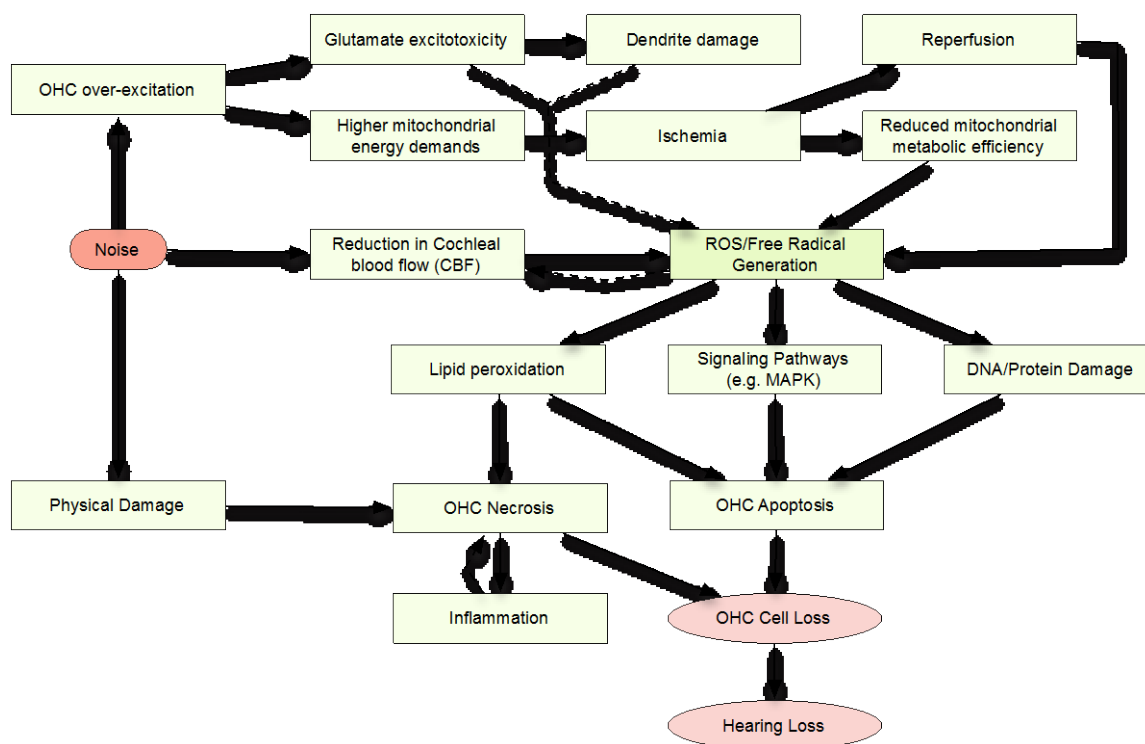 Glutamate excitotoxicity
Dendrite damage
Reperfusion
OHC over-excitation
Higher mitochondrial
energy demands
Ischemia
Reduced mitochondrial
metabolic efficiency
Noise
Reduction in Cochleal
blood flow (CBF)
ROS/Free Radical
Generation
Lipid peroxidation
Signaling Pathways
(e.g. MAPK)
DNA/Protein Damage
Physical Damage
OHC Necrosis
OHC Apoptosis
Inflammation
OHC Cell Loss
Hearing Loss